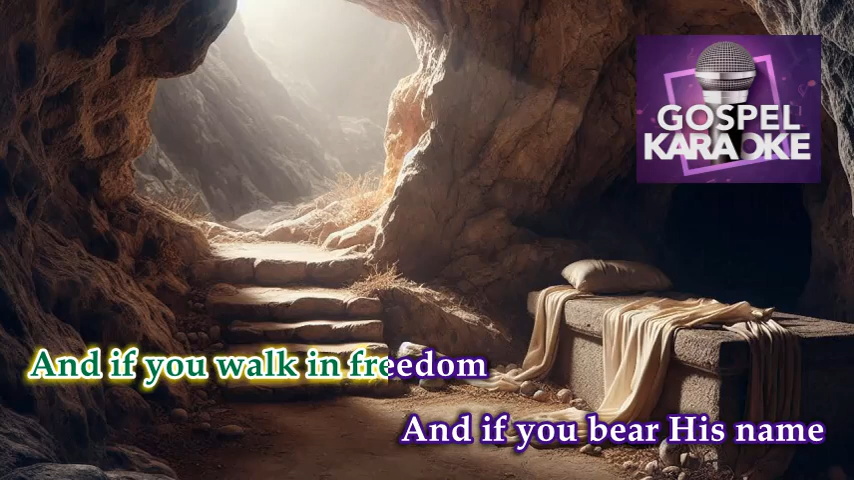 GOSPEL
KARAOKE
And if you walk in freedom
And if you bear His name